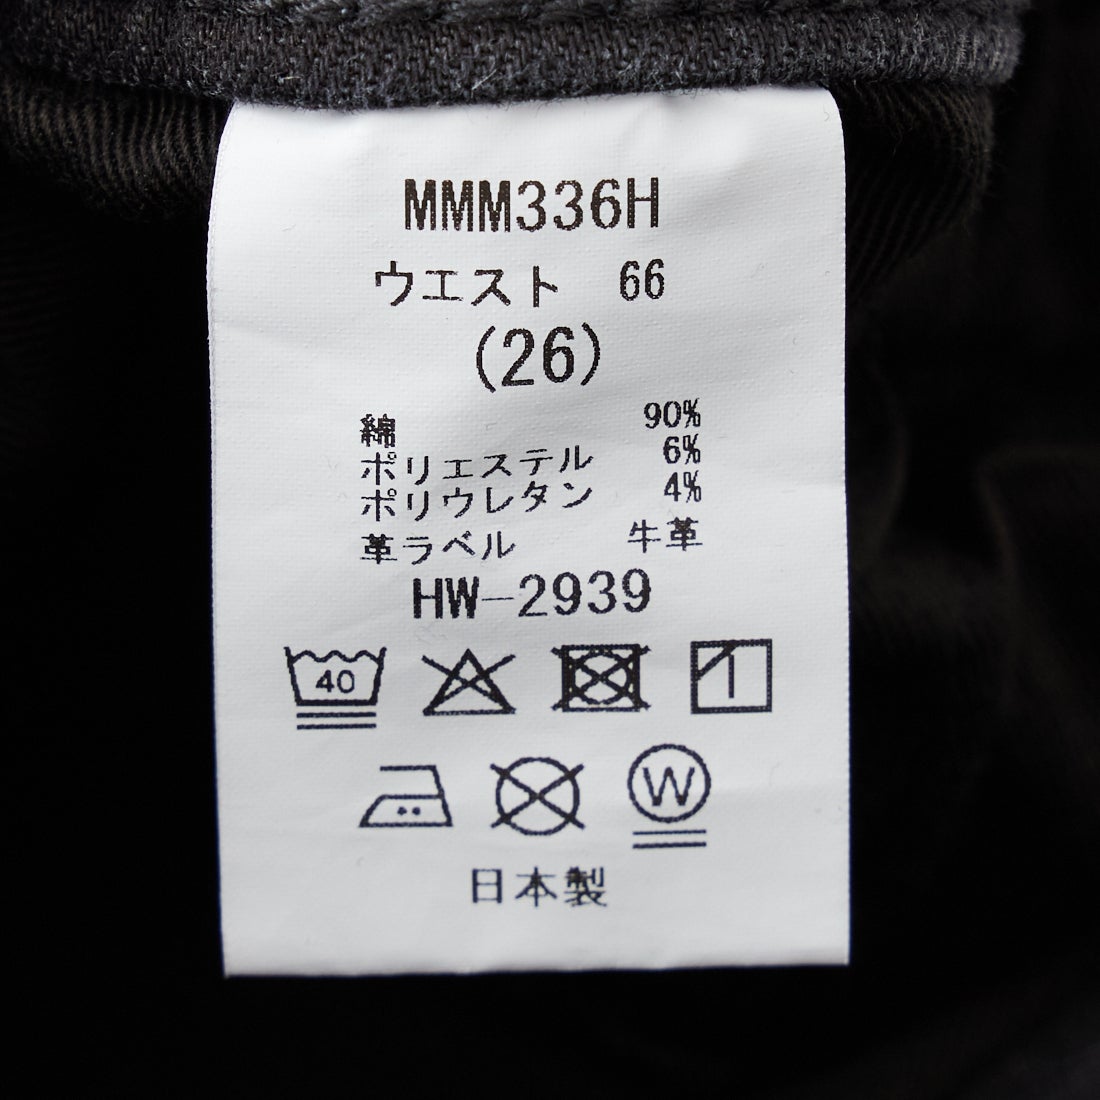 MMM336H
ウエスト 66
(26)
綿 90%
ポリエステル 6%
ポリウレタン 4%
革ラベル 牛革
HW-2939
40
W
日本製